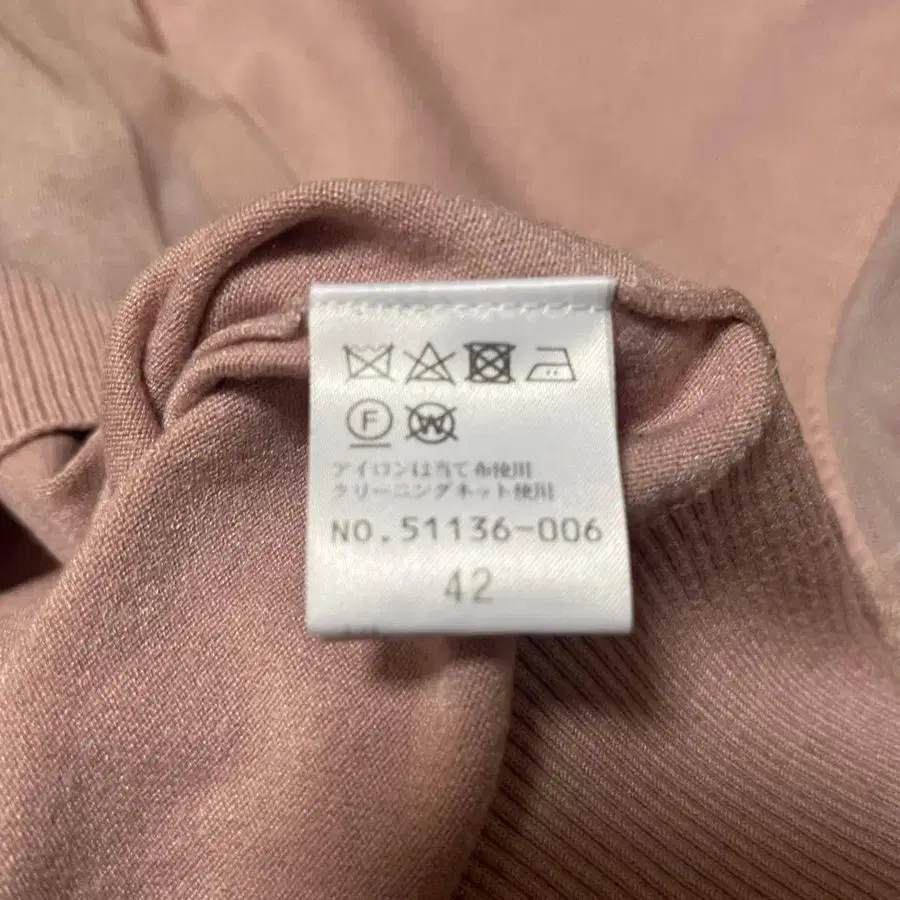 F W
アイロンは当て布使用
クリーニングネット使用
NO.51136-006
42